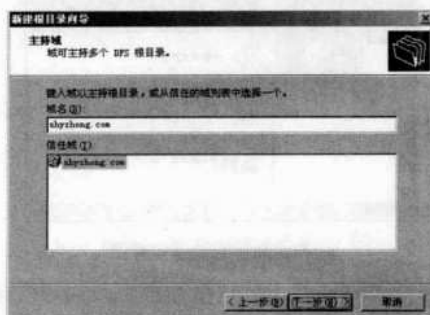 新建根目录向导
主持域
域可主持多个 DFS 根目录。
键入域以主持根目录，或从信任的域列表中选择一个。
域名(D):
shyzhong.com
信任域(T):
shyzhong.com
< 上一步(B) 下一步(N) > 取消